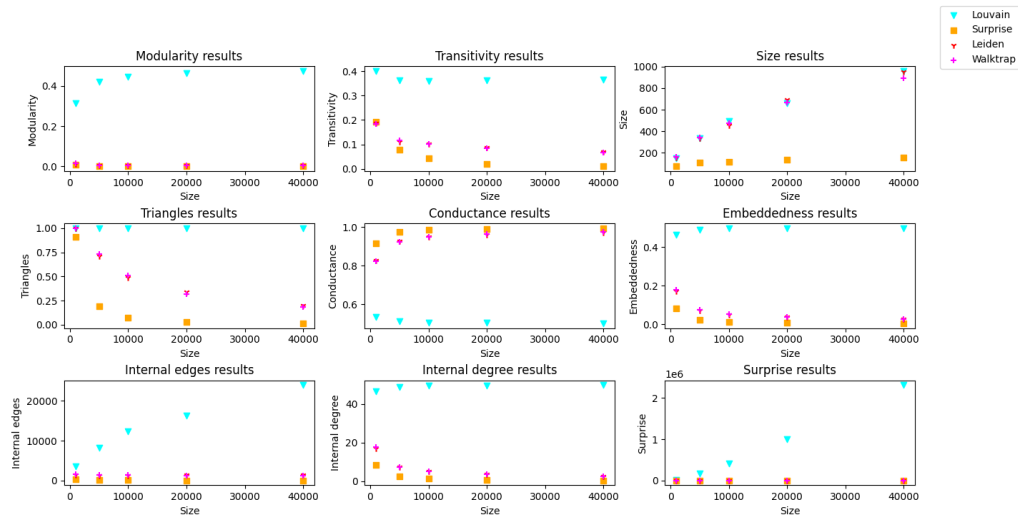 Louvain
Surprise
Leiden
Walktrap
Modularity results
Modularity
0.4
0.2
0.0
0 10000 20000 30000 40000
Size
Transitivity results
Transitivity
0.4
0.3
0.2
0.1
0.0
0 10000 20000 30000 40000
Size
Size results
Size
1000
800
600
400
200
0 10000 20000 30000 40000
Size
Triangles results
Triangles
1.00
0.75
0.50
0.25
0.00
0 10000 20000 30000 40000
Size
Conductance results
Conductance
1.0
0.8
0.6
0 10000 20000 30000 40000
Size
Embeddedness results
Embeddedness
0.4
0.2
0.0
0 10000 20000 30000 40000
Size
Internal edges results
Internal edges
20000
10000
0
0 10000 20000 30000 40000
Size
Internal degree results
Internal degree
40
20
0
0 10000 20000 30000 40000
Size
Surprise results
1e6
Surprise
2
1
0
0 10000 20000 30000 40000
Size